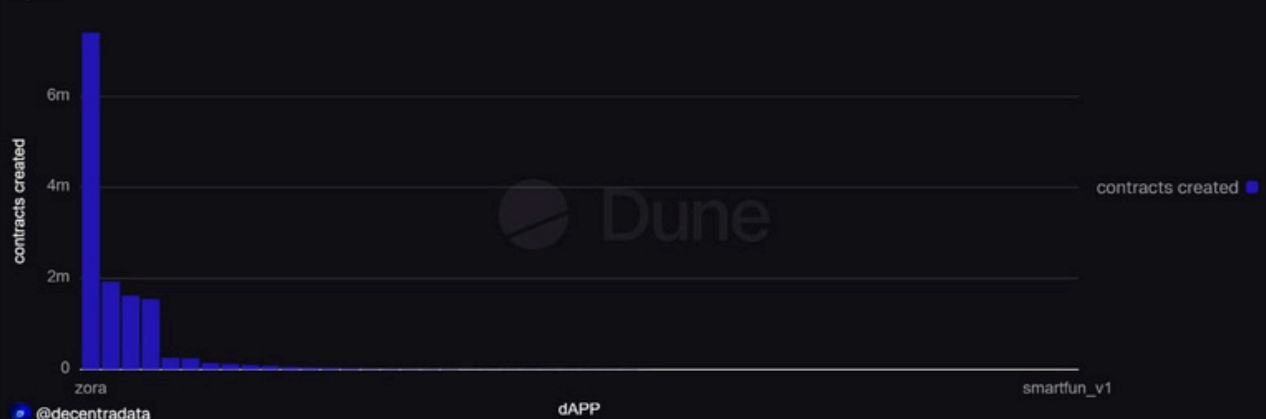 6m
4m
2m
0
contracts created
Dune
contracts created
zora
smartfun_v1
dAPP
@decentradata